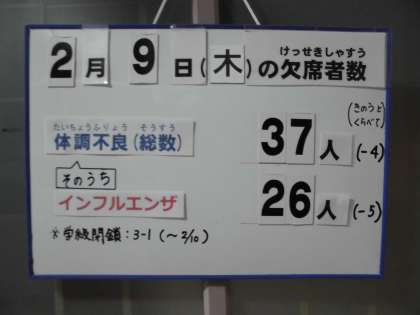 けっせきしゃすう
2月9日(木)の欠席者数
(きのうと
くらべて)
たいちょうふりょう そうすう
体調不良(総数) 37人 (-4)
そのうち
インフルエンザ 26人 (-5)
※学級閉鎖:3-1(~2/10)